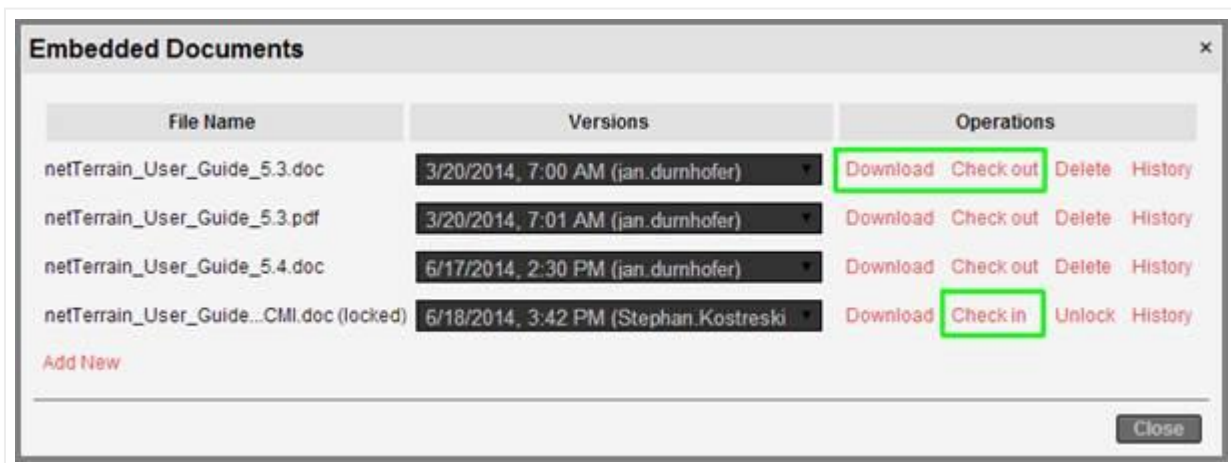 Embedded Documents ×
File Name Versions Operations
netTerrain_User_Guide_5.3.doc 3/20/2014, 7:00 AM (jan.durnhofer) Download Check out Delete History
netTerrain_User_Guide_5.3.pdf 3/20/2014, 7:01 AM (jan.durnhofer) Download Check out Delete History
netTerrain_User_Guide_5.4.doc 6/17/2014, 2:30 PM (jan.durnhofer) Download Check out Delete History
netTerrain_User_Guide...CMI.doc (locked) 6/18/2014, 3:42 PM (Stephan.Kostreski Download Check in Unlock History
Add New
Close